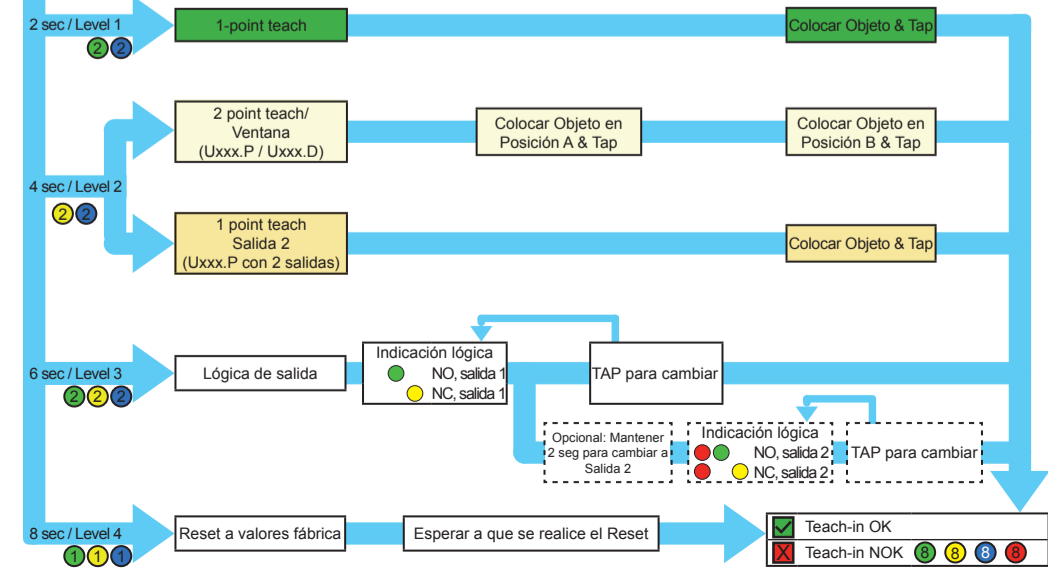 2 sec / Level 1
2 2
1-point teach
Colocar Objeto & Tap
4 sec / Level 2
2 2
2 point teach/
Ventana
(Uxxx.P / Uxxx.D)
Colocar Objeto en
Posición A & Tap
Colocar Objeto en
Posición B & Tap
1 point teach
Salida 2
(Uxxx.P con 2 salidas)
Colocar Objeto & Tap
6 sec / Level 3
2 2 2
Lógica de salida
Indicación lógica
NO, salida 1
NC, salida 1
TAP para cambiar
Opcional: Mantener
2 seg para cambiar a
Salida 2
Indicación lógica
NO, salida 2
NC, salida 2
TAP para cambiar
8 sec / Level 4
1 1 1
Reset a valores fábrica
Esperar a que se realice el Reset
Teach-in OK
X Teach-in NOK 8 8 8 8